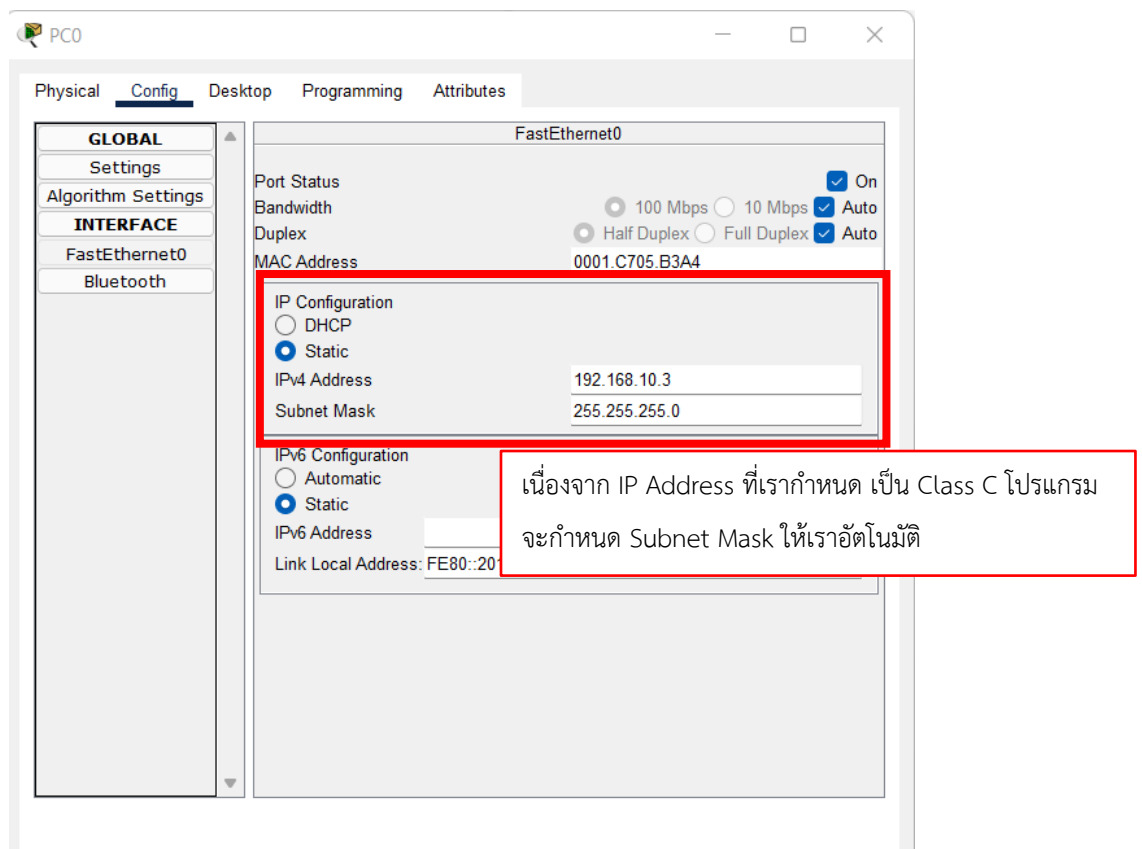 PC0
Physical Config Desktop Programming Attributes
GLOBAL
Settings
Algorithm Settings
INTERFACE
FastEthernet0
Bluetooth
FastEthernet0
Port Status On
Bandwidth 100 Mbps 10 Mbps Auto
Duplex Half Duplex Full Duplex Auto
MAC Address 0001.C705.B3A4
IP Configuration
DHCP
Static
IPv4 Address 192.168.10.3
Subnet Mask 255.255.255.0
IPv6 Configuration
Automatic
Static
IPv6 Address
Link Local Address: FE80::201
เนื่องจาก IP Address ที่เรากำหนด เป็น Class C โปรแกรม
จะกำหนด Subnet Mask ให้เราอัตโนมัติ